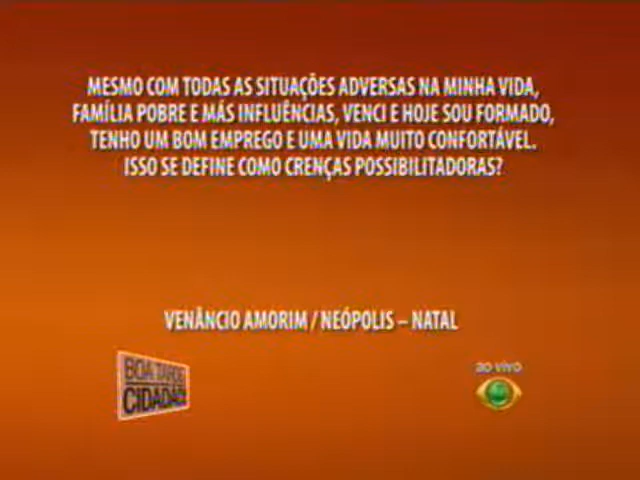 MESMO COM TODAS AS SITUAÇÕES ADVERSAS NA MINHA VIDA,
FAMÍLIA POBRE E MÁS INFLUÊNCIAS, VENCI E HOJE SOU FORMADO,
TENHO UM BOM EMPREGO E UMA VIDA MUITO CONFORTÁVEL.
ISSO SE DEFINE COMO CRENÇAS POSSIBILITADORAS?
VENÂNCIO AMORIM / NEÓPOLIS – NATAL
BOA TARDE
CIDADADE
AO VIVO